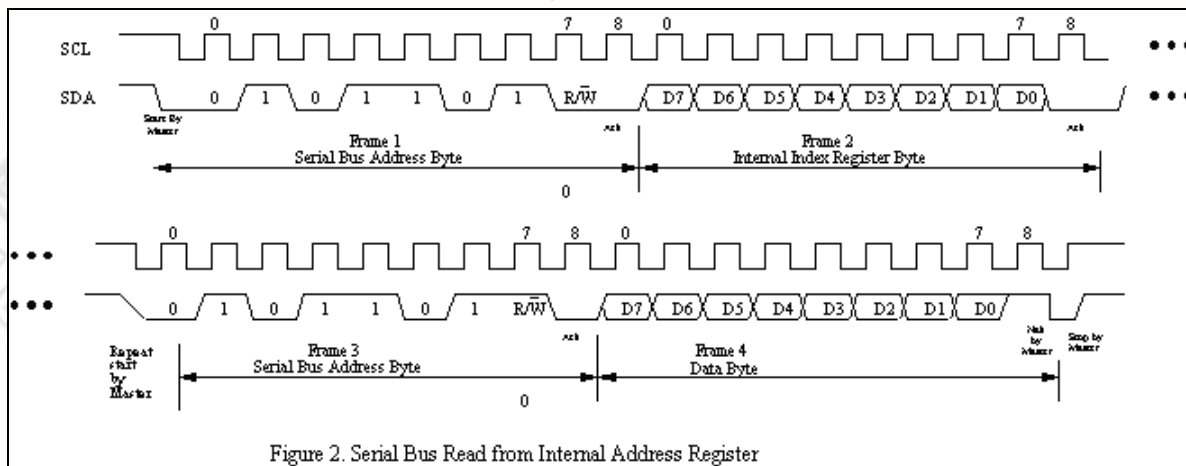 0 7 8 0 7 8
SCL
SDA 0 1 0 1 1 0 1 R/W̅ D7 D6 D5 D4 D3 D2 D1 D0
Start By Master
Ack Ack
Frame 1 Frame 2
Serial Bus Address Byte Internal Index Register Byte
0
0 7 8 0 7 8
0 1 0 1 1 0 1 R/W̅ D7 D6 D5 D4 D3 D2 D1 D0
Ack
Nak by Master
Stop by Master
Repeat start by Master
Frame 3 Frame 4
Serial Bus Address Byte Data Byte
0
Figure 2. Serial Bus Read from Internal Address Register